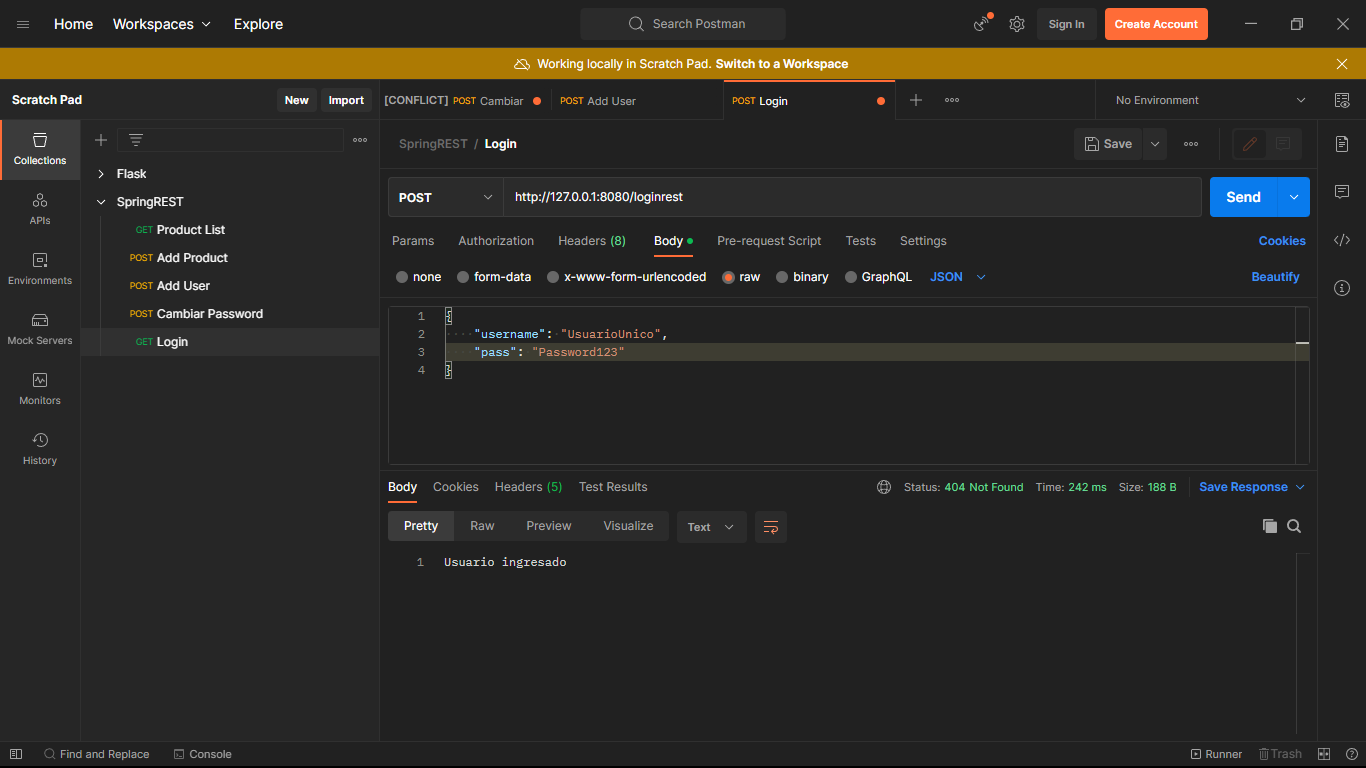 Home Workspaces Explore Search Postman Sign In Create Account
Working locally in Scratch Pad. Switch to a Workspace
Scratch Pad New Import [CONFLICT] POST Cambiar POST Add User POST Login No Environment
Collections
APIs
Environments
Mock Servers
Monitors
History
Flask
SpringREST
GET Product List
POST Add Product
POST Add User
POST Cambiar Password
GET Login
SpringREST / Login Save
POST http://127.0.0.1:8080/loginrest Send
Params Authorization Headers (8) Body Pre-request Script Tests Settings Cookies
none form-data x-www-form-urlencoded raw binary GraphQL JSON Beautify
1 {
2 "username": "UsuarioUnico",
3 "pass": "Password123"
4 }
Body Cookies Headers (5) Test Results Status: 404 Not Found Time: 242 ms Size: 188 B Save Response
Pretty Raw Preview Visualize Text
1 Usuario ingresado
Find and Replace Console Runner Trash